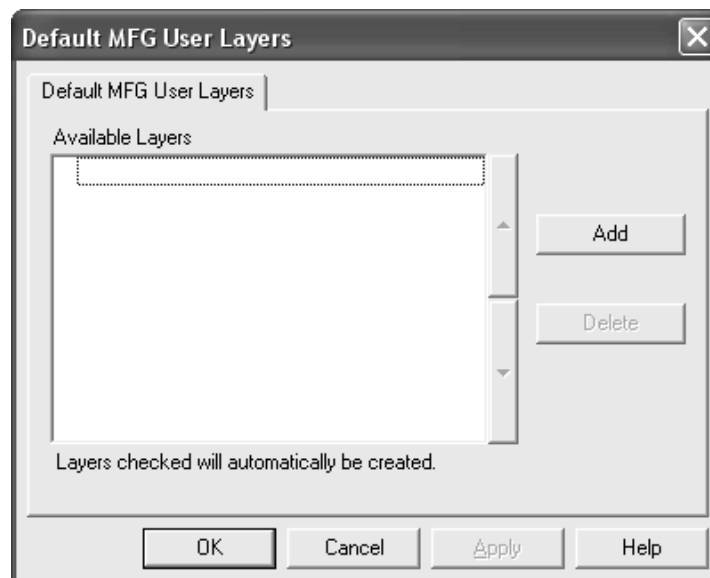 Default MFG User Layers
Default MFG User Layers
Available Layers
Add
Delete
Layers checked will automatically be created.
OK
Cancel
Apply
Help